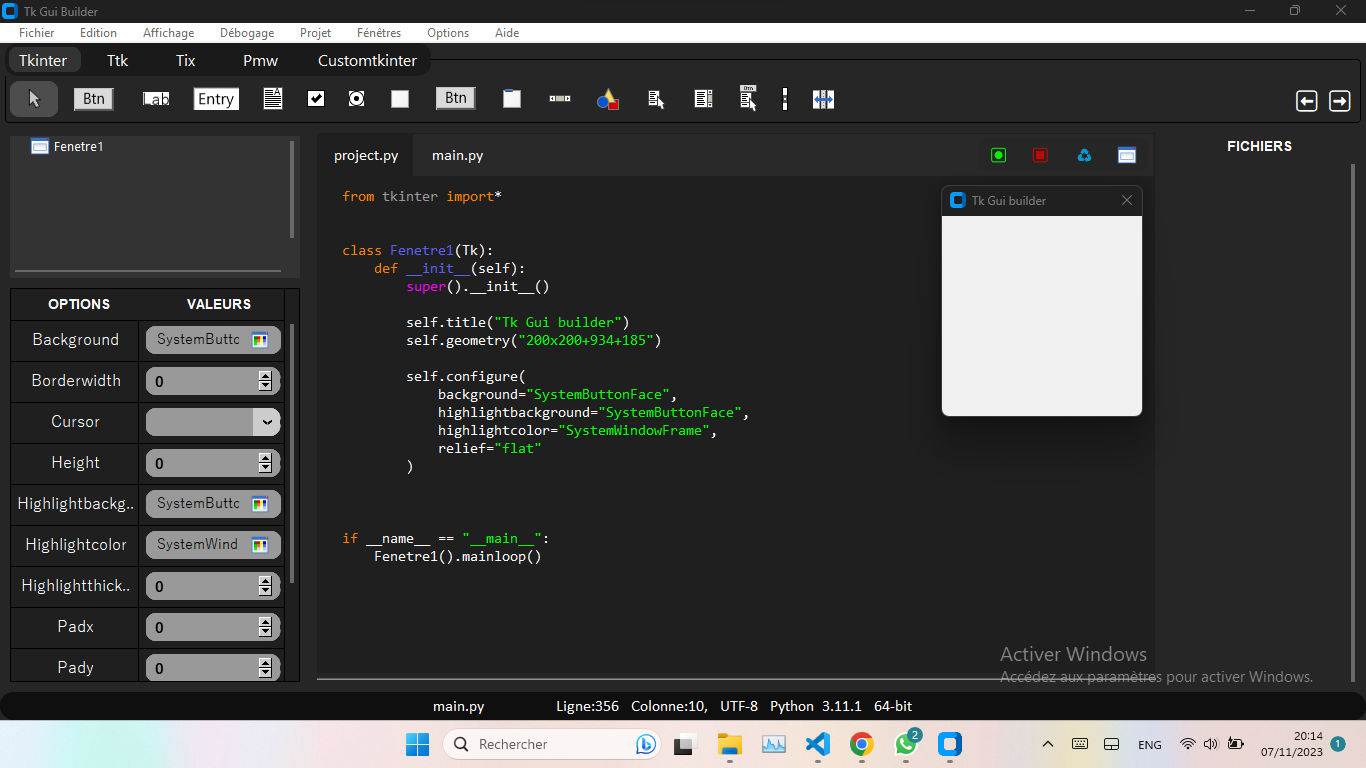 Tk Gui Builder
Fichier Edition Affichage Débogage Projet Fénêtres Options Aide
Tkinter Ttk Tix Pmw Customtkinter
Btn Lab Entry Btn
Fenetre1
project.py main.py
FICHIERS
Tk Gui builder
from tkinter import*
class Fenetre1(Tk):
    def __init__(self):
        super().__init__()
        self.title("Tk Gui builder")
        self.geometry("200x200+934+185")
        self.configure(
            background="SystemButtonFace",
            highlightbackground="SystemButtonFace",
            highlightcolor="SystemWindowFrame",
            relief="flat"
        )
if __name__ == "__main__":
    Fenetre1().mainloop()
OPTIONS VALEURS
Background SystemButtc
Borderwidth 0
Cursor
Height 0
Highlightbackg.. SystemButtc
Highlightcolor SystemWind
Highlightthick.. 0
Padx 0
Pady 0
Activer Windows
Accédez aux paramètres pour activer Windows.
main.py Ligne:356 Colonne:10, UTF-8 Python 3.11.1 64-bit
Rechercher
2
ENG
20:14
07/11/2023
1